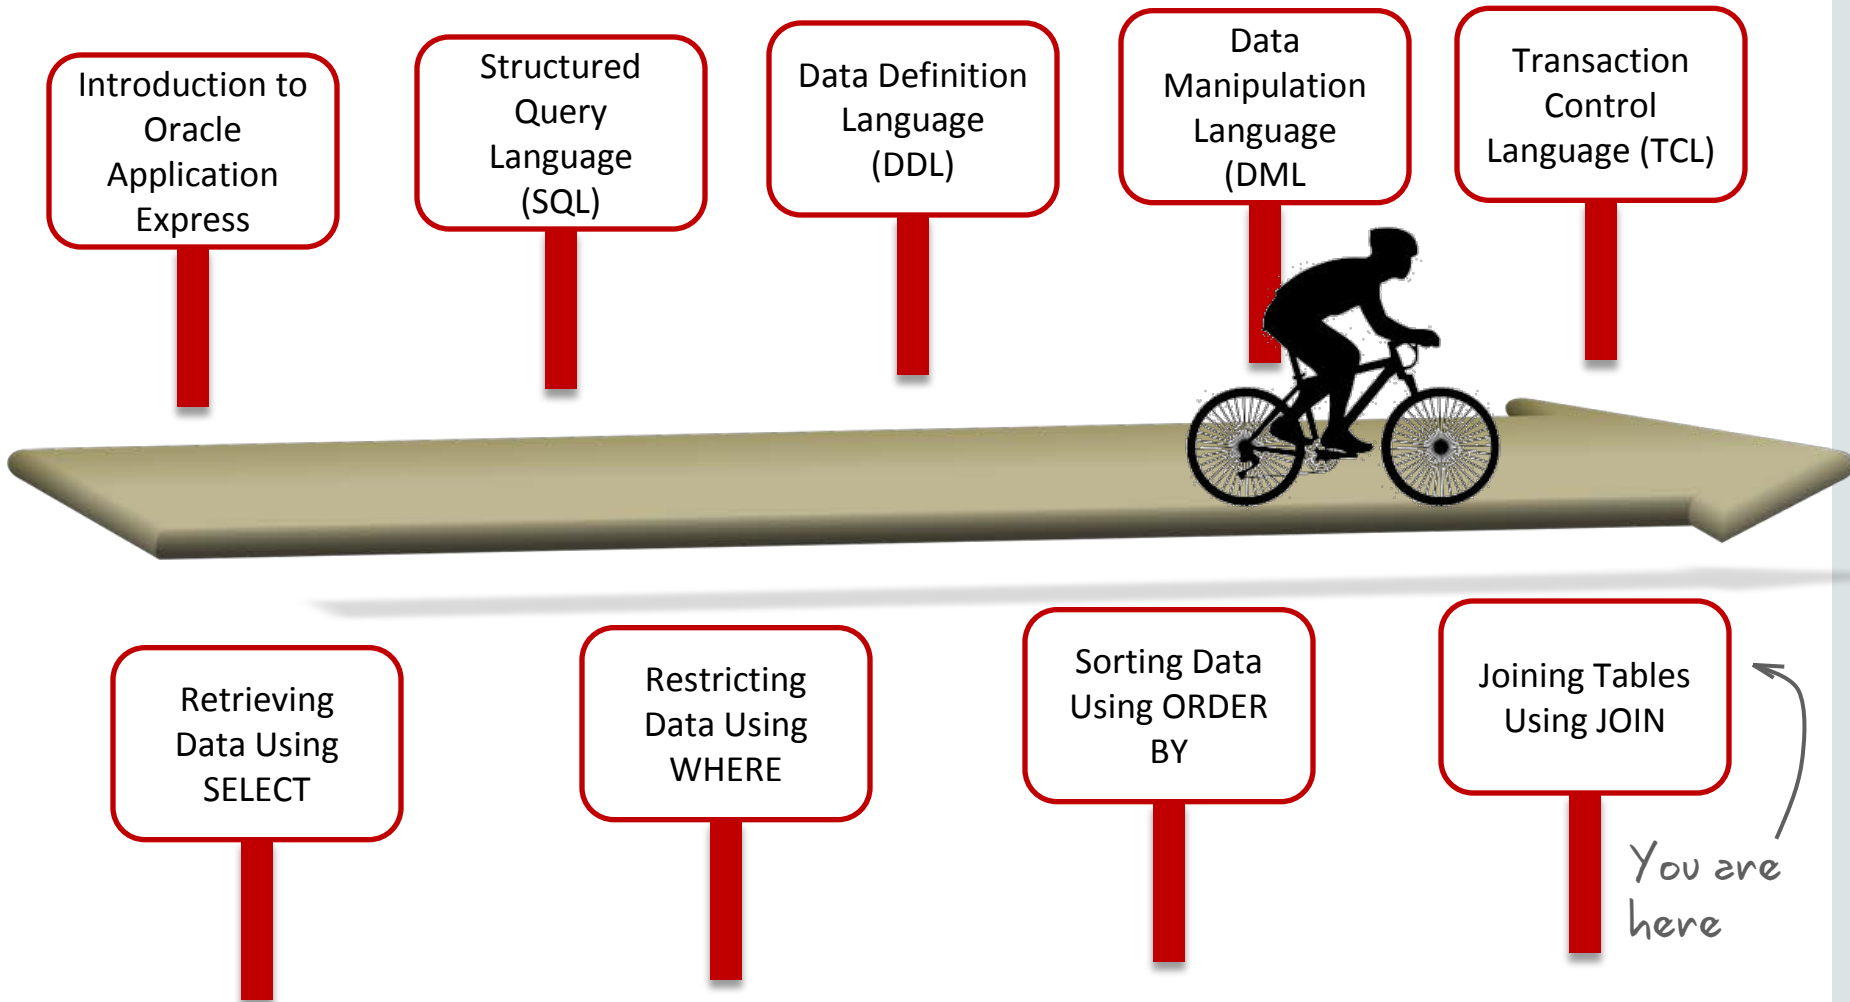 Introduction to
Oracle
Application
Express
Structured
Query
Language
(SQL)
Data Definition
Language
(DDL)
Data
Manipulation
Language
(DML
Transaction
Control
Language (TCL)
Retrieving
Data Using
SELECT
Restricting
Data Using
WHERE
Sorting Data
Using ORDER
BY
Joining Tables
Using JOIN
You are
here